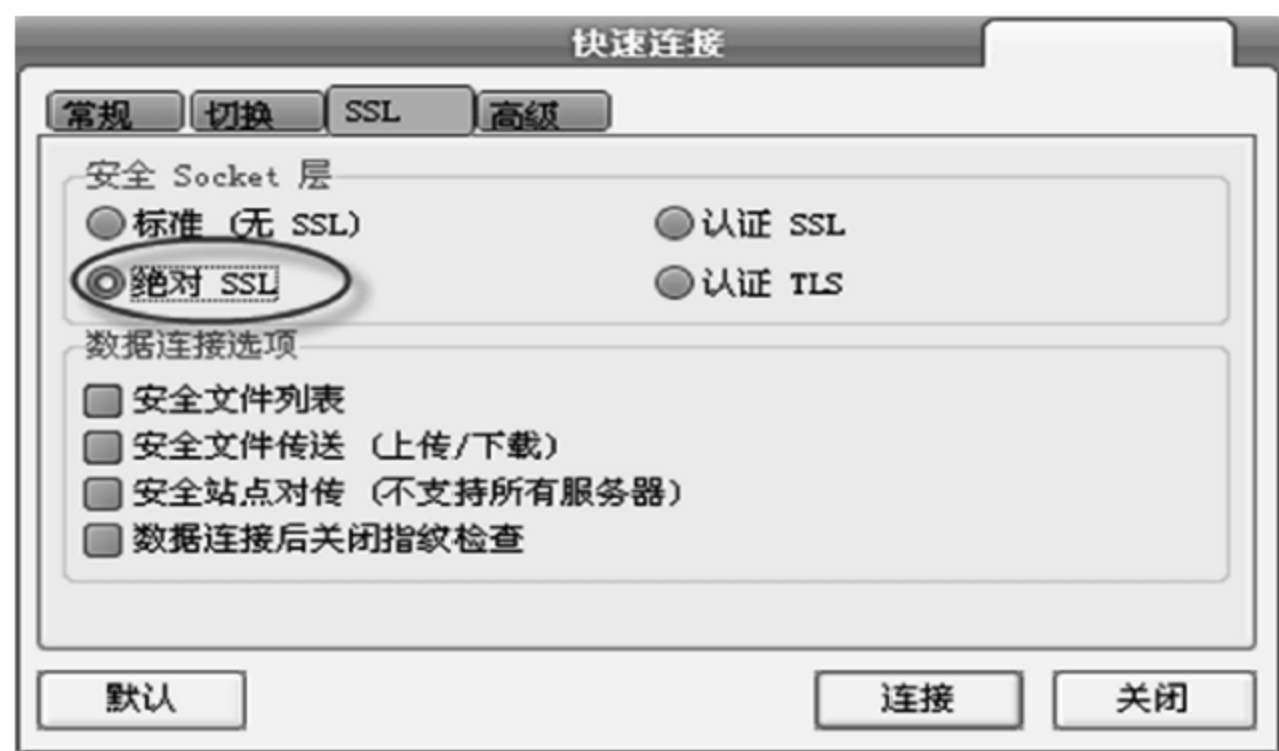 快速连接
常规 切换 SSL 高级
安全 Socket 层
标准 (无 SSL) 认证 SSL
绝对 SSL 认证 TLS
数据连接选项
安全文件列表
安全文件传送 (上传/下载)
安全站点对传 (不支持所有服务器)
数据连接后关闭指纹检查
默认 连接 关闭